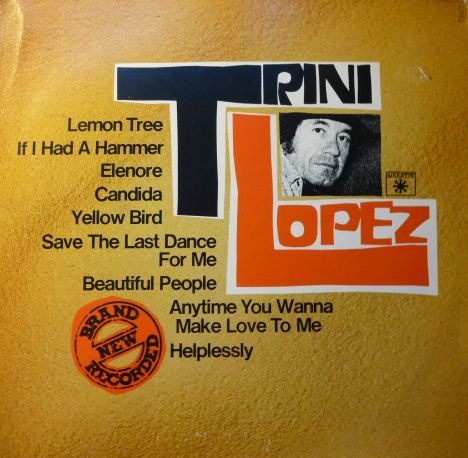 TRINI
LOPEZ
ROULETTE
Lemon Tree
If I Had A Hammer
Elenore
Candida
Yellow Bird
Save The Last Dance
For Me
Beautiful People
Anytime You Wanna
Make Love To Me
Helplessly
BRAND
NEW
RECORDED